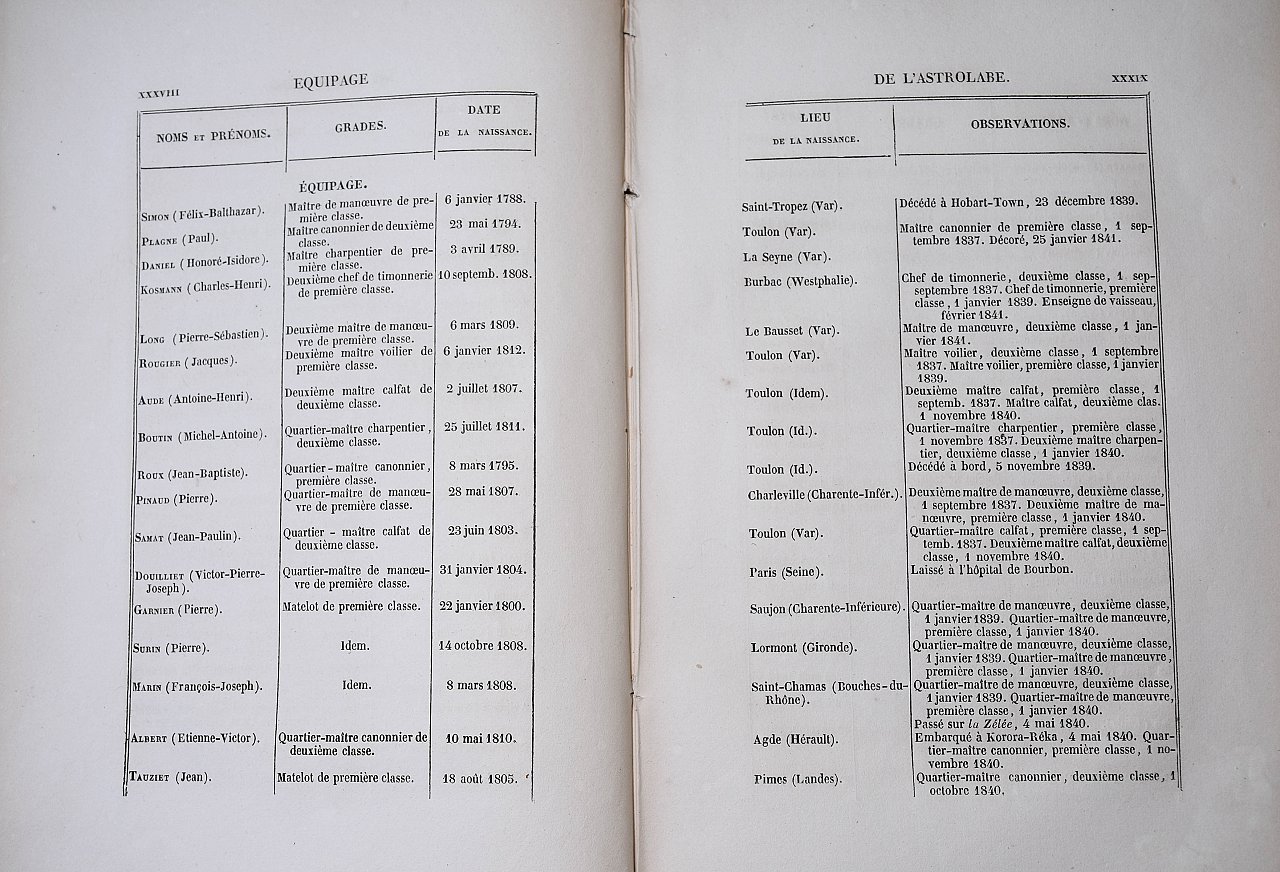 XXXVIII
EQUIPAGE
NOMS ET PRÉNOMS.
GRADES.
DATE
DE LA NAISSANCE.
ÉQUIPAGE.
SIMON (Félix-Balthazar).
Maître de manœuvre de pre-
mière classe.
6 janvier 1788.
PLAGNE (Paul).
Maître canonnier de deuxième
classe.
23 mai 1794.
DANIEL (Honoré-Isidore).
Maître charpentier de pre-
mière classe.
3 avril 1789.
KOSMANN (Charles-Henri).
Deuxième chef de timonnerie
de première classe.
10 septemb. 1808.
LONG (Pierre-Sébastien).
Deuxième maître de manœu-
vre de première classe.
6 mars 1809.
ROUGIER (Jacques).
Deuxième maître voilier de
première classe.
6 janvier 1812.
AUDE (Antoine-Henri).
Deuxième maître calfat de
deuxième classe.
2 juillet 1807.
BOUTIN (Michel-Antoine).
Quartier-maître charpentier,
deuxième classe.
25 juillet 1811.
ROUX (Jean-Baptiste).
Quartier-maître canonnier,
première classe.
8 mars 1795.
PINAUD (Pierre).
Quartier-maître de manœu-
vre de première classe.
28 mai 1807.
SAMAT (Jean-Paulin).
Quartier-maître calfat de
deuxième classe.
23 juin 1803.
DOUILLIET (Victor-Pierre-
Joseph).
Quartier-maître de manœu-
vre de première classe.
31 janvier 1804.
GARNIER (Pierre).
Matelot de première classe.
22 janvier 1800.
SURIN (Pierre).
Idem.
14 octobre 1808.
MARIN (François-Joseph).
Idem.
8 mars 1808.
ALBERT (Etienne-Victor).
Quartier-maître canonnier de
deuxième classe.
10 mai 1810.
TAUZIET (Jean).
Matelot de première classe.
18 août 1805.
DE L'ASTROLABE.
XXXIX
LIEU
DE LA NAISSANCE.
OBSERVATIONS.
Saint-Tropez (Var).
Décédé à Hobart-Town, 23 décembre 1839.
Toulon (Var).
Maître canonnier de première classe, 1 sep-
tembre 1837. Décoré, 25 janvier 1841.
La Seyne (Var).
Burbac (Westphalie).
Chef de timonnerie, deuxième classe, 1 sep-
septembre 1837. Chef de timonnerie, première
classe, 1 janvier 1839. Enseigne de vaisseau,
février 1841.
Le Bausset (Var).
Maître de manœuvre, deuxième classe, 1 jan-
vier 1841.
Toulon (Var).
Maître voilier, deuxième classe, 1 septembre
1837. Maître voilier, première classe, 1 janvier
1839.
Toulon (Idem).
Deuxième maître calfat, première classe, 1
septemb. 1837. Maître calfat, deuxième clas.
1 novembre 1840.
Toulon (Id.).
Quartier-maître charpentier, première classe,
1 novembre 1837. Deuxième maître charpen-
tier, deuxième classe, 1 janvier 1840.
Toulon (Id.).
Décédé à bord, 5 novembre 1839.
Charleville (Charente-Infér.).
Deuxième maître de manœuvre, deuxième classe,
1 septembre 1837. Deuxième maître de ma-
nœuvre, première classe, 1 janvier 1840.
Toulon (Var).
Quartier-maître calfat, première classe, 1 sep-
temb. 1837. Deuxième maître calfat, deuxième
classe, 1 novembre 1840.
Paris (Seine).
Laissé à l'hôpital de Bourbon.
Saujon (Charente-Inférieure).
Quartier-maître de manœuvre, deuxième classe,
1 janvier 1839. Quartier-maître de manœuvre,
première classe, 1 janvier 1840.
Lormont (Gironde).
Quartier-maître de manœuvre, deuxième classe,
1 janvier 1839. Quartier-maître de manœuvre,
première classe, 1 janvier 1840.
Saint-Chamas (Bouches-du-
Rhône).
Quartier-maître de manœuvre, deuxième classe,
1 janvier 1839. Quartier-maître de manœuvre,
première classe, 1 janvier 1840.
Passé sur la Zélée, 4 mai 1840.
Agde (Hérault).
Embarqué à Korora-Réka, 4 mai 1840. Quar-
tier-maître canonnier, première classe, 1 no-
vembre 1840.
Pimes (Landes).
Quartier-maître canonnier, deuxième classe, 1
octobre 1840.